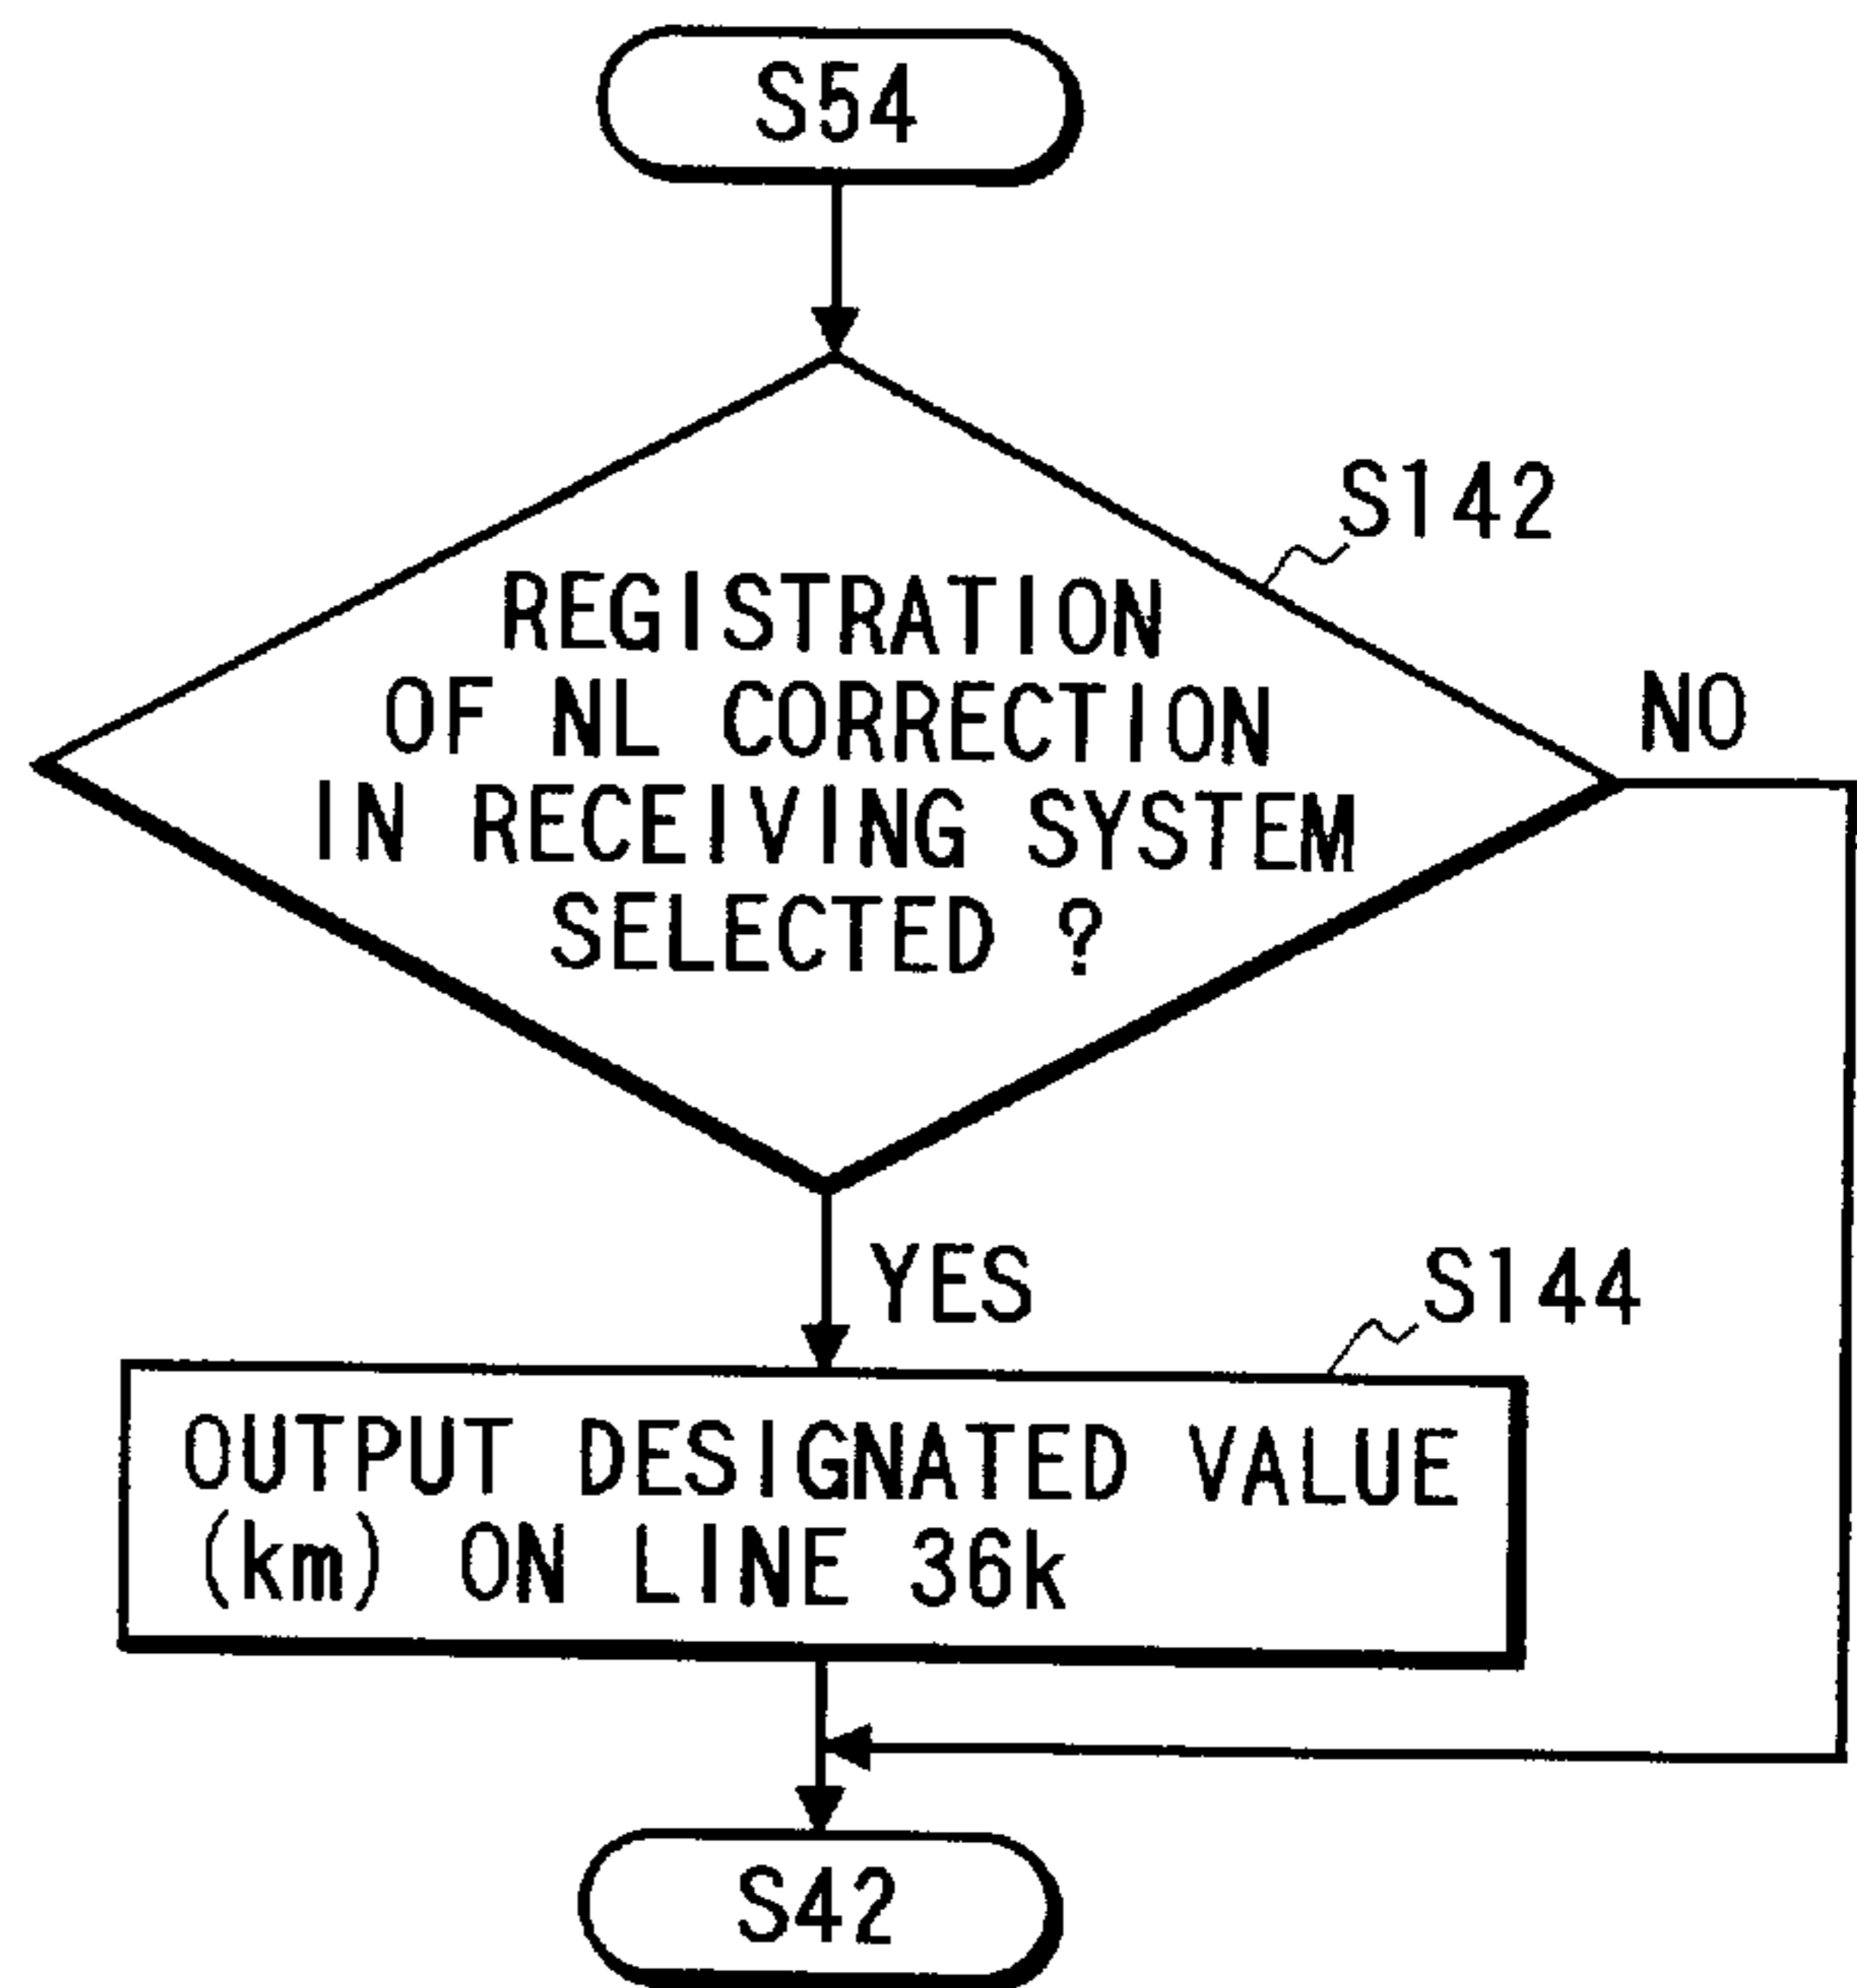 S54
S142
REGISTRATION
OF NL CORRECTION
IN RECEIVING SYSTEM
SELECTED ?
NO
YES
S144
OUTPUT DESIGNATED VALUE
(km) ON LINE 36k
S42